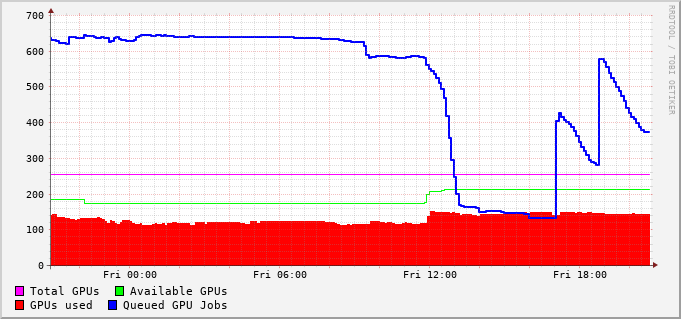 700
600
500
400
300
200
100
0
Fri 00:00 Fri 06:00 Fri 12:00 Fri 18:00
Total GPUs Available GPUs
GPUs used Queued GPU Jobs
RRDTOOL / TOBI OETIKER